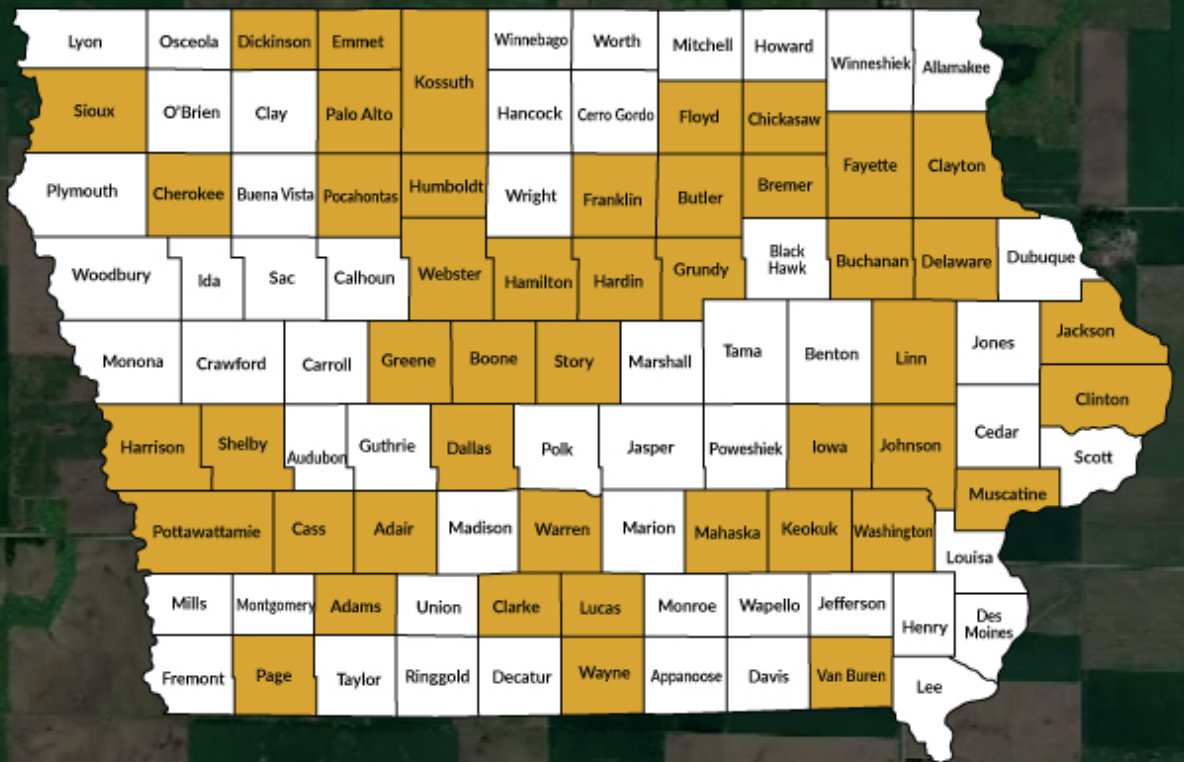 Lyon
Osceola
Dickinson
Emmet
Kossuth
Winnebago
Worth
Mitchell
Howard
Winneshiek
Allamakee
Sioux
O'Brien
Clay
Palo Alto
Hancock
Cerro Gordo
Floyd
Chickasaw
Fayette
Clayton
Plymouth
Cherokee
Buena Vista
Pocahontas
Humboldt
Wright
Franklin
Butler
Bremer
Woodbury
Ida
Sac
Calhoun
Webster
Hamilton
Hardin
Grundy
Black
Hawk
Buchanan
Delaware
Dubuque
Monona
Crawford
Carroll
Greene
Boone
Story
Marshall
Tama
Benton
Linn
Jones
Jackson
Clinton
Harrison
Shelby
Audubon
Guthrie
Dallas
Polk
Jasper
Poweshiek
Iowa
Johnson
Cedar
Scott
Muscatine
Pottawattamie
Cass
Adair
Madison
Warren
Marion
Mahaska
Keokuk
Washington
Louisa
Mills
Montgomery
Adams
Union
Clarke
Lucas
Monroe
Wapello
Jefferson
Henry
Des
Moines
Fremont
Page
Taylor
Ringgold
Decatur
Wayne
Appanoose
Davis
Van Buren
Lee